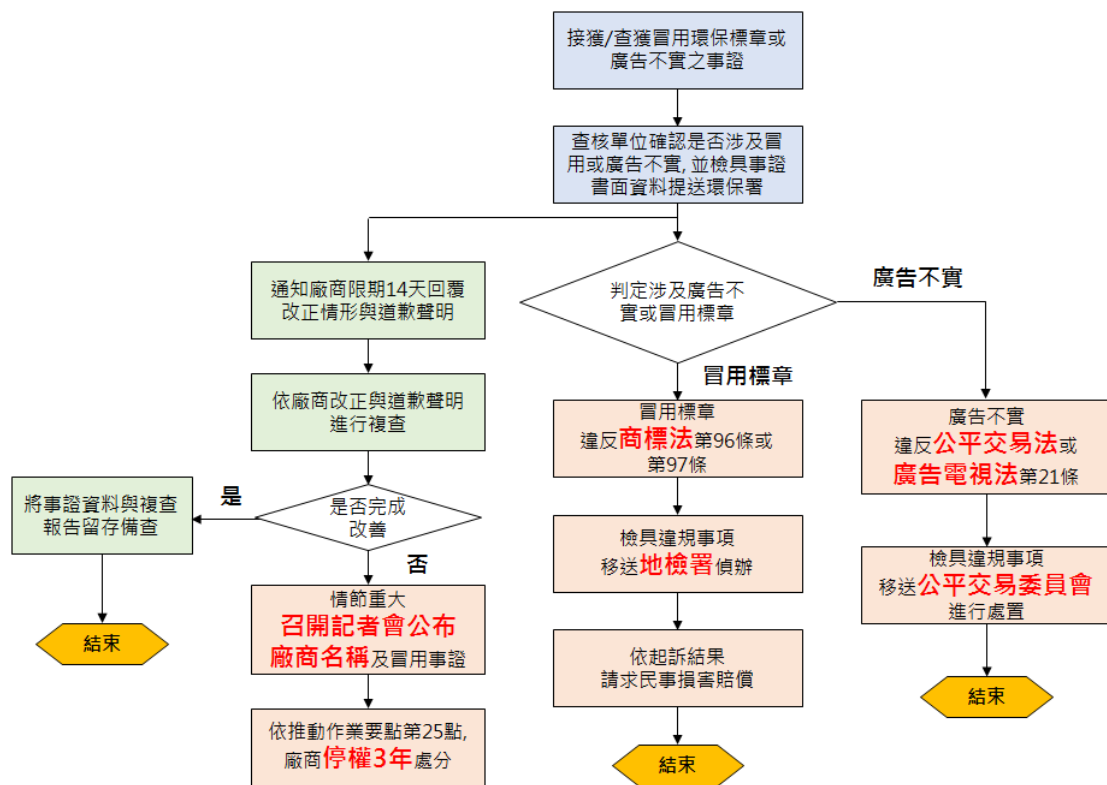 接獲/查獲冒用環保標章或
廣告不實之事證
查核單位確認是否涉及冒
用或廣告不實, 並檢具事證
書面資料提送環保署
通知廠商限期14天回覆
改正情形與道歉聲明
依廠商改正與道歉聲明
進行複查
是否完成
改善
是
將事證資料與複查
報告留存備查
結束
否
情節重大
召開記者會公布
廠商名稱及冒用事證
依推動作業要點第25點,
廠商停權3年處分
判定涉及廣告不
實或冒用標章
冒用標章
冒用標章
違反商標法第96條或
第97條
檢具違規事項
移送地檢署偵辦
依起訴結果
請求民事損害賠償
結束
廣告不實
廣告不實
違反公平交易法或
廣告電視法第21條
檢具違規事項
移送公平交易委員會
進行處置
結束